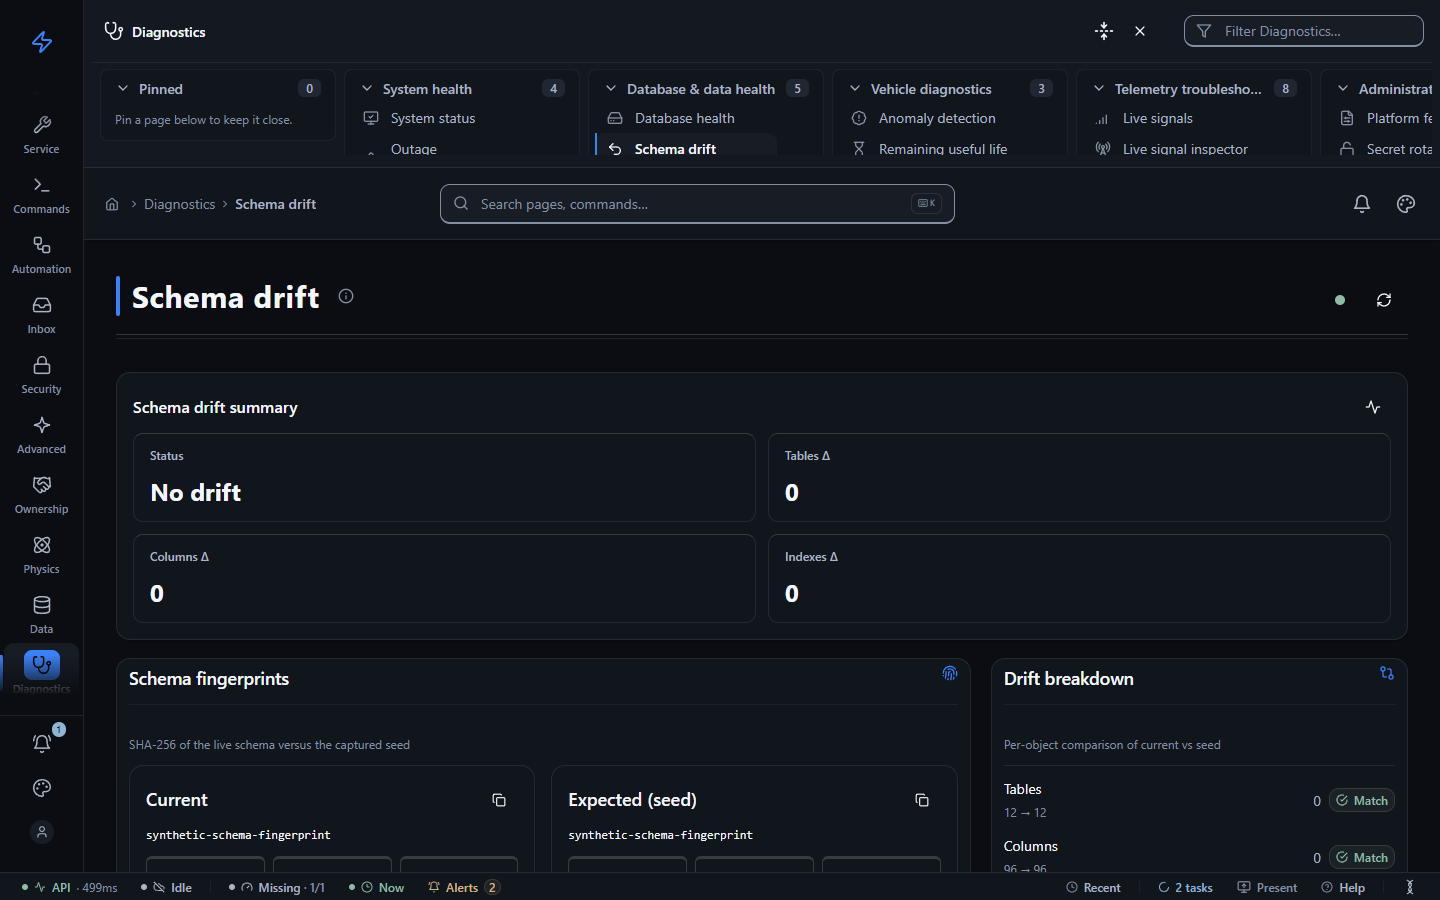 Diagnostics
Filter Diagnostics...
Pinned 0
Pin a page below to keep it close.
System health 4
System status
Outage
Database & data health 5
Database health
Schema drift
Vehicle diagnostics 3
Anomaly detection
Remaining useful life
Telemetry troublesho... 8
Live signals
Live signal inspector
Administrat
Platform fe
Secret rota
Service
Commands
Automation
Inbox
Security
Advanced
Ownership
Physics
Data
Diagnostics
1
Diagnostics > Schema drift
Search pages, commands... K
Schema drift
Schema drift summary
Status
No drift
Tables Δ
0
Columns Δ
0
Indexes Δ
0
Schema fingerprints
SHA-256 of the live schema versus the captured seed
Current
synthetic-schema-fingerprint
Expected (seed)
synthetic-schema-fingerprint
Drift breakdown
Per-object comparison of current vs seed
Tables
12 → 12
0 Match
Columns
96 → 96
0 Match
API · 499ms
Idle
Missing · 1/1
Now
Alerts 2
Recent
2 tasks
Present
Help